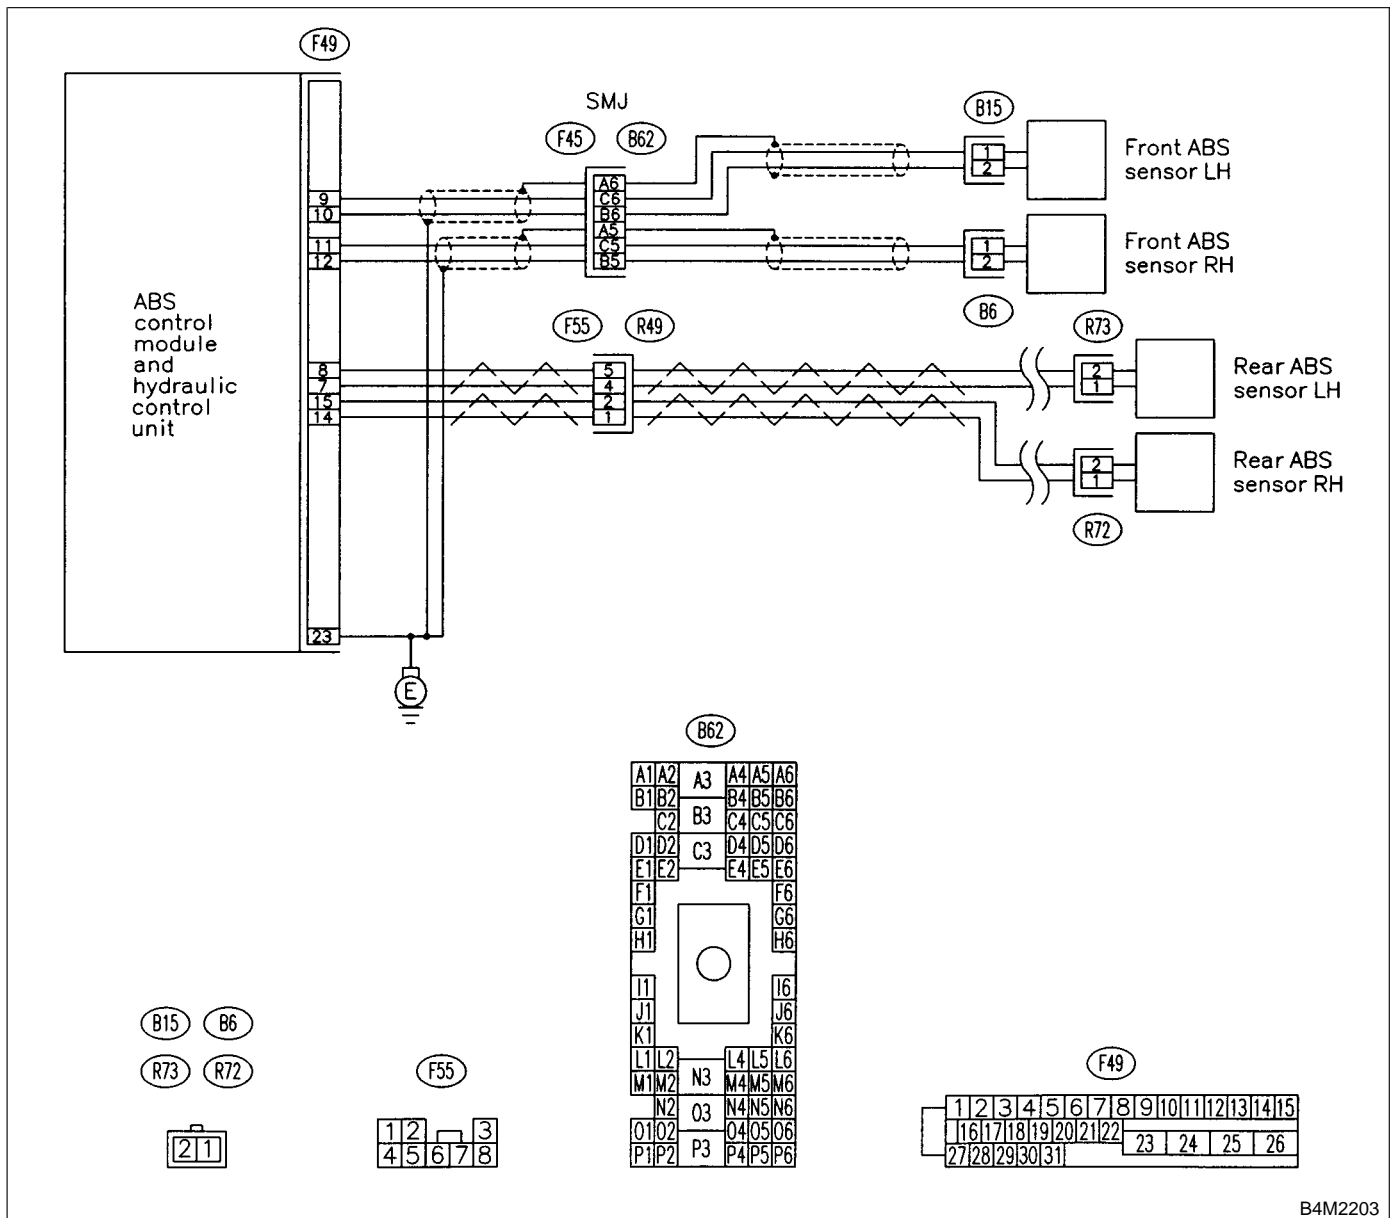 F49
SMJ
F45 B62
B15
Front ABS
sensor LH
1
2
A6
C6
B6
A5
C5
B5
9
10
11
12
1
2
Front ABS
sensor RH
B6
ABS
control
module
and
hydraulic
control
unit
F55 R49
R73
8
7
15
14
5
4
2
1
2
1
Rear ABS
sensor LH
2
1
Rear ABS
sensor RH
R72
23
E
B62
A1 A2 A3 A4 A5 A6
B1 B2 B3 B4 B5 B6
C2 C3 C4 C5 C6
D1 D2 D4 D5 D6
E1 E2 E4 E5 E6
F1 F6
G1 G6
H1 H6
I1 I6
J1 J6
K1 K6
L1 L2 L4 L5 L6
M1 M2 N3 M4 M5 M6
N2 O3 N4 N5 N6
O1 O2 O4 O5 O6
P1 P2 P3 P4 P5 P6
B15 B6
R73 R72
2 1
F55
1 2 3
4 5 6 7 8
F49
1 2 3 4 5 6 7 8 9 10 11 12 13 14 15
16 17 18 19 20 21 22 23 24 25 26
27 28 29 30 31
B4M2203